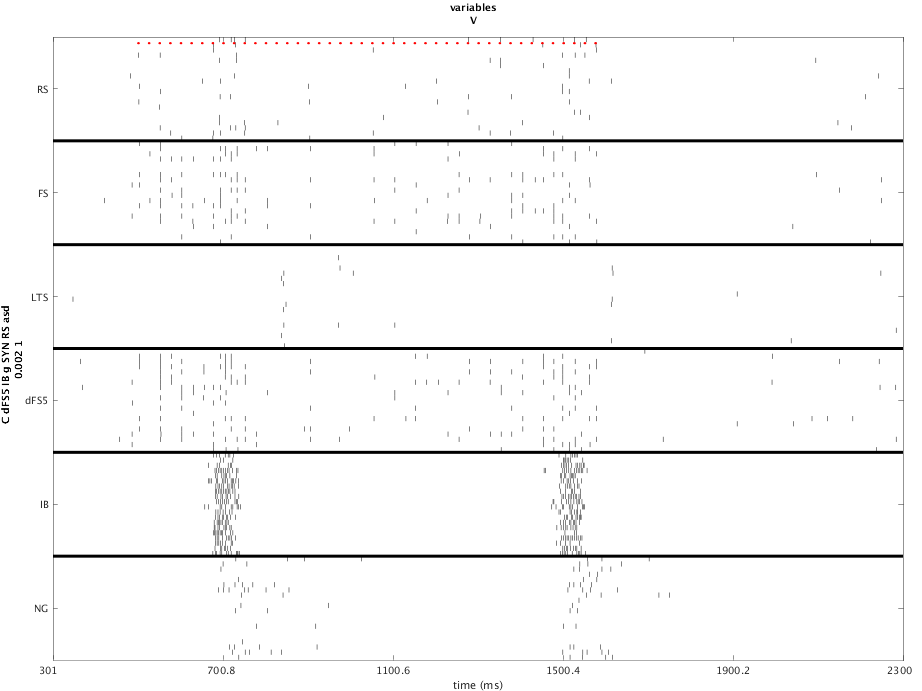 variables
V
RS
FS
LTS
dFS5
IB
NG
C dFS5 IB g SYN RS asd
0.002 1
301
700.8
1100.6
1500.4
1900.2
2300
time (ms)